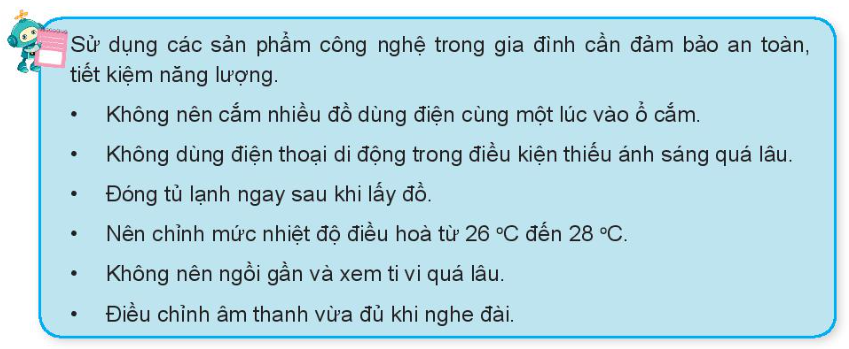 Sử dụng các sản phẩm công nghệ trong gia đình cần đảm bảo an toàn,
tiết kiệm năng lượng.
• Không nên cắm nhiều đồ dùng điện cùng một lúc vào ổ cắm.
• Không dùng điện thoại di động trong điều kiện thiếu ánh sáng quá lâu.
• Đóng tủ lạnh ngay sau khi lấy đồ.
• Nên chỉnh mức nhiệt độ điều hoà từ 26 ºC đến 28 ºC.
• Không nên ngồi gần và xem ti vi quá lâu.
• Điều chỉnh âm thanh vừa đủ khi nghe đài.